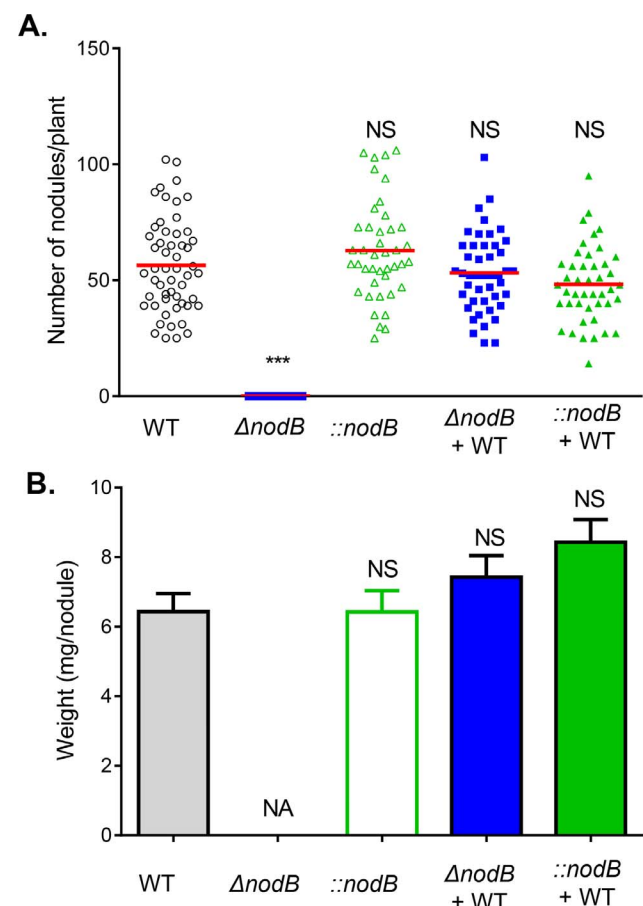 A.
150
100
50
0
Number of nodules/plant
***
NS
NS
NS
WT
ΔnodB
::nodB
ΔnodB
+ WT
::nodB
+ WT
B.
10
8
6
4
2
0
Weight (mg/nodule)
NA
NS
NS
NS
WT
ΔnodB
::nodB
ΔnodB
+ WT
::nodB
+ WT